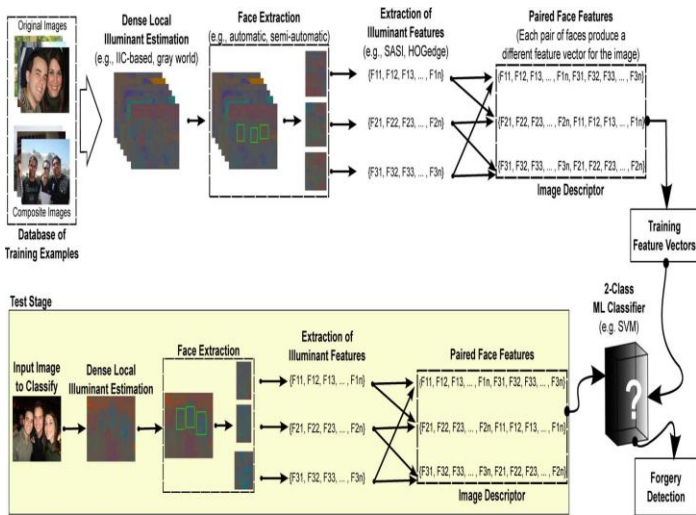 Original Images
Composite Images
Database of
Training Examples
Dense Local
Illuminant Estimation
(e.g., IIC-based, gray world)
Face Extraction
(e.g., automatic, semi-automatic)
Extraction of
Illuminant Features
(e.g., SASI, HOGedge)
{F11, F12, F13, ... , F1n}
{F21, F22, F23, ... , F2n}
{F31, F32, F33, ... , F3n}
Paired Face Features
(Each pair of faces produce a
different feature vector for the image)
{F11, F12, F13, ... , F1n, F31, F32, F33, ... , F3n}
{F21, F22, F23, ... , F2n, F11, F12, F13, ... , F1n}
{F31, F32, F33, ... , F3n, F21, F22, F23, ... , F2n}
Image Descriptor
Training
Feature Vectors
2-Class
ML Classifier
(e.g. SVM)
?
Forgery
Detection
Test Stage
Input Image
to Classify
Dense Local
Illuminant Estimation
Face Extraction
Extraction of
Illuminant Features
{F11, F12, F13, ... , F1n}
{F21, F22, F23, ... , F2n}
{F31, F32, F33, ... , F3n}
Paired Face Features
{F11, F12, F13, ... , F1n, F31, F32, F33, ... , F3n}
{F21, F22, F23, ... , F2n, F11, F12, F13, ... , F1n}
{F31, F32, F33, ... , F3n, F21, F22, F23, ... , F2n}
Image Descriptor